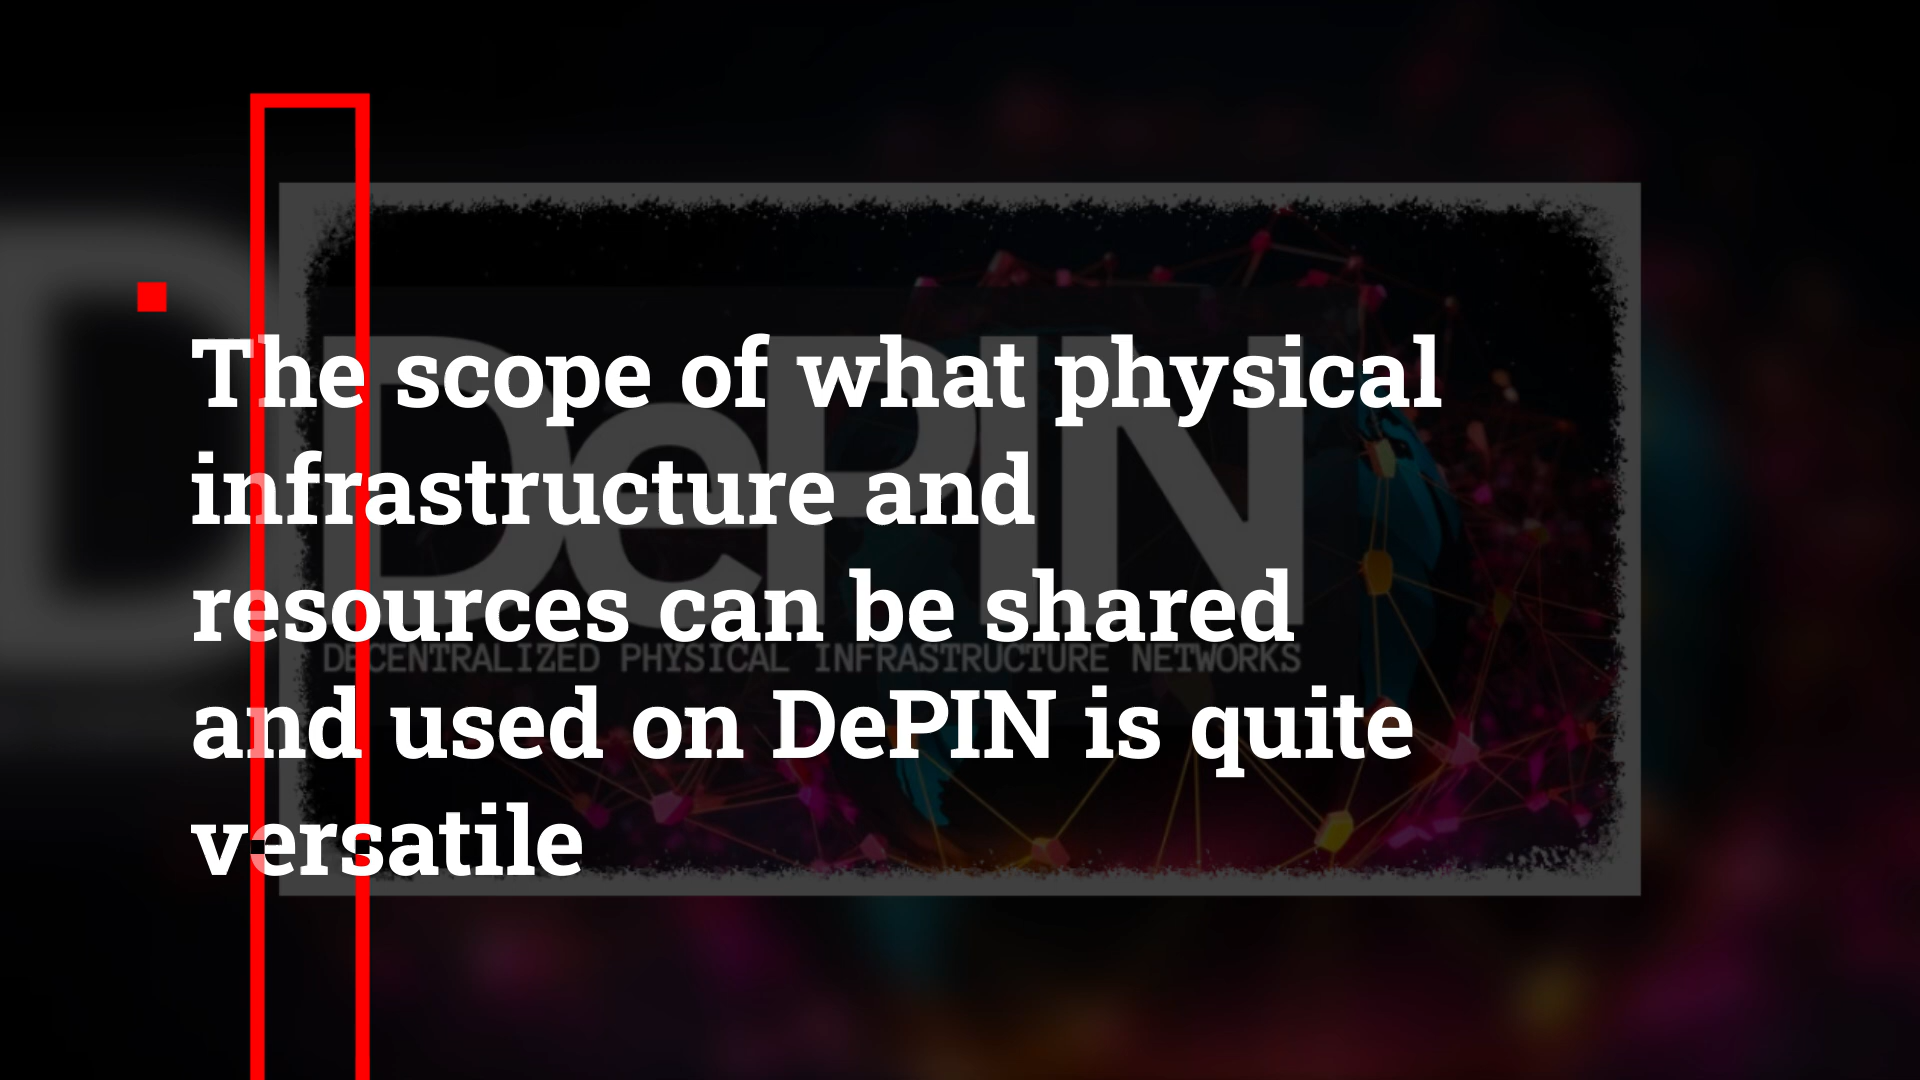 The scope of what physical
infrastructure and
resources can be shared
and used on DePIN is quite
versatile
D
DePIN
DECENTRALIZED PHYSICAL INFRASTRUCTURE NETWORKS